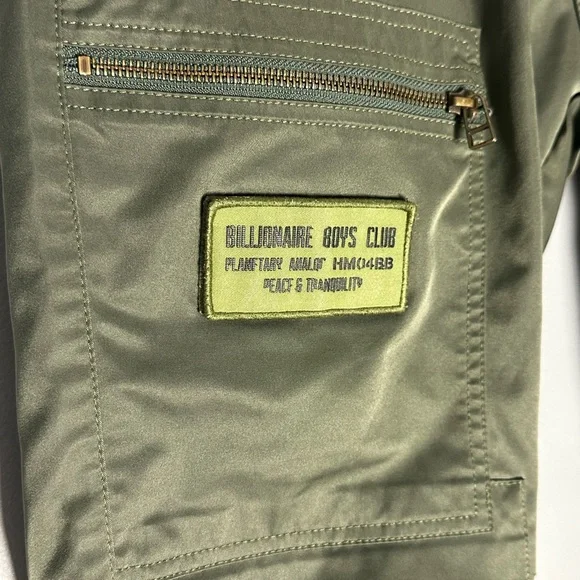 BILLIONAIRE BOYS CLUB
PLANETARY ANALOG HM04BB
PEACE & TRANQUILITY